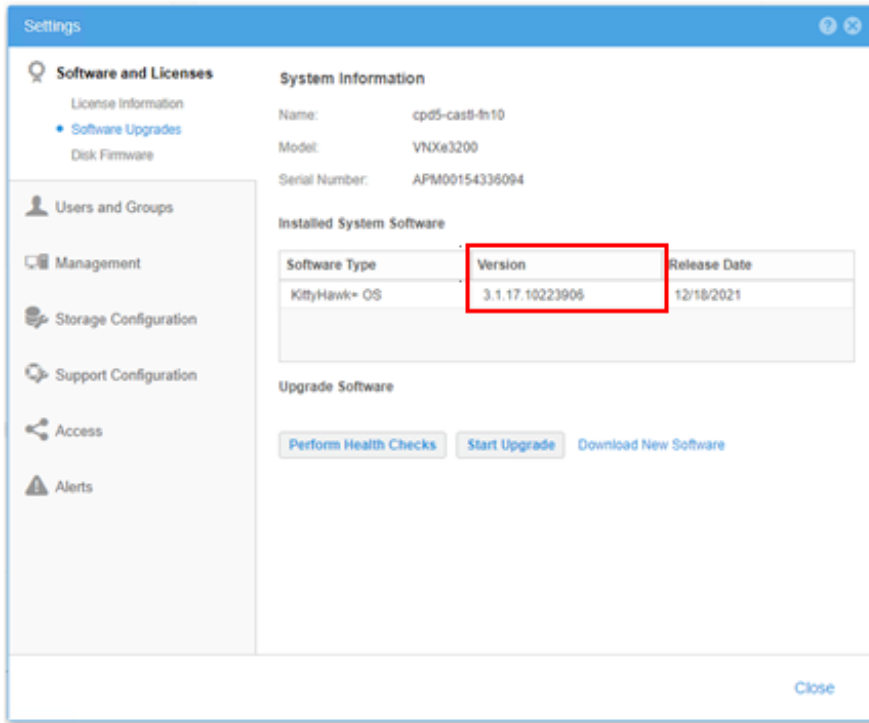 Settings
Software and Licenses
License Information
Software Upgrades
Disk Firmware
Users and Groups
Management
Storage Configuration
Support Configuration
Access
Alerts
System Information
Name: cpd5-castl-fn10
Model: VNXe3200
Serial Number: APM00154336094
Installed System Software
Software Type Version Release Date
KittyHawk+ OS 3.1.17.10223906 12/18/2021
Upgrade Software
Perform Health Checks Start Upgrade Download New Software
Close